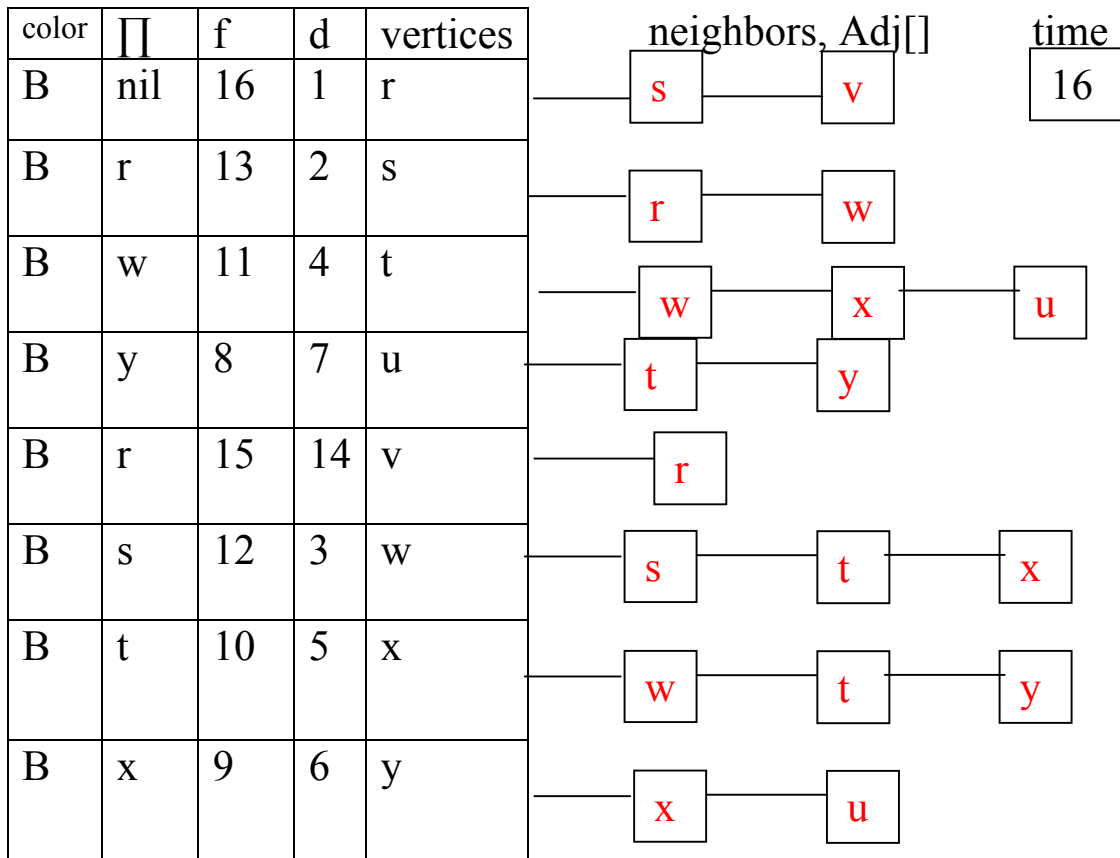 color ∏ f d vertices neighbors, Adj[] time
B nil 16 1 r s v 16
B r 13 2 s r w
B w 11 4 t w x u
B y 8 7 u t y
B r 15 14 v r
B s 12 3 w s t x
B t 10 5 x w t y
B x 9 6 y x u